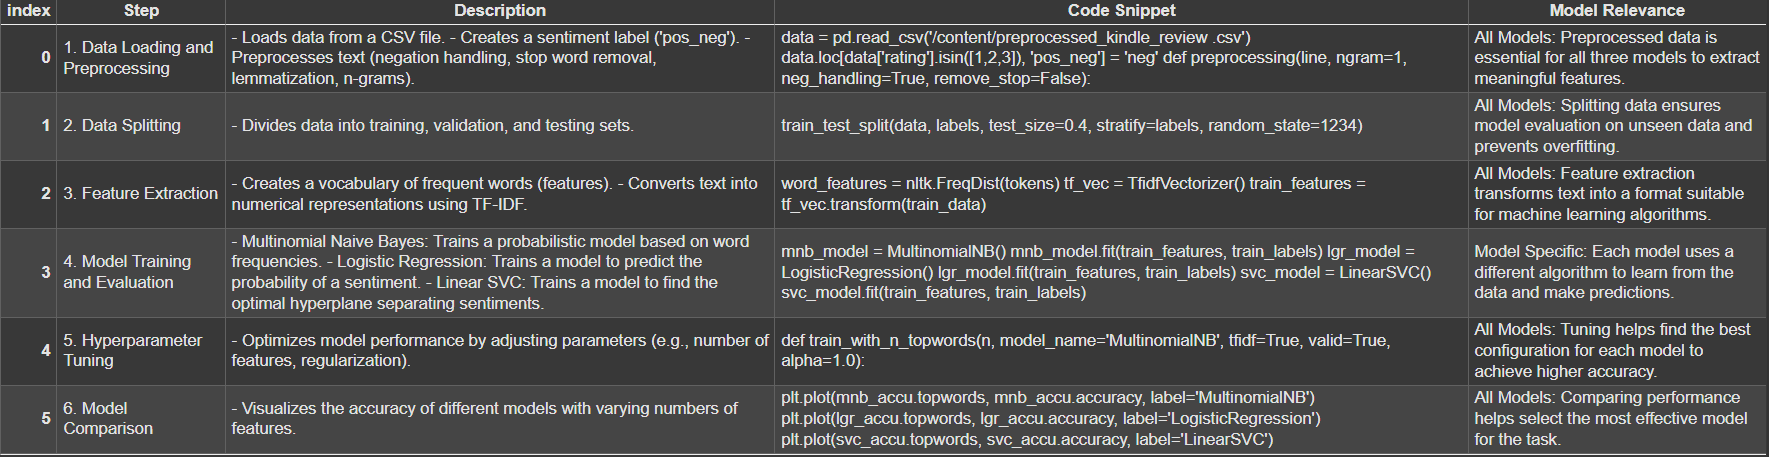 index Step Description Code Snippet Model Relevance
0
1. Data Loading and
Preprocessing
- Loads data from a CSV file. - Creates a sentiment label ('pos_neg'). -
Preprocesses text (negation handling, stop word removal,
lemmatization, n-grams).
data = pd.read_csv('/content/preprocessed_kindle_review .csv')
data.loc[data['rating'].isin([1,2,3]), 'pos_neg'] = 'neg' def preprocessing(line, ngram=1,
neg_handling=True, remove_stop=False):
All Models: Preprocessed data is
essential for all three models to extract
meaningful features.
1
2. Data Splitting
- Divides data into training, validation, and testing sets.
train_test_split(data, labels, test_size=0.4, stratify=labels, random_state=1234)
All Models: Splitting data ensures
model evaluation on unseen data and
prevents overfitting.
2
3. Feature Extraction
- Creates a vocabulary of frequent words (features). - Converts text into
numerical representations using TF-IDF.
word_features = nltk.FreqDist(tokens) tf_vec = TfidfVectorizer() train_features =
tf_vec.transform(train_data)
All Models: Feature extraction
transforms text into a format suitable
for machine learning algorithms.
3
4. Model Training
and Evaluation
- Multinomial Naive Bayes: Trains a probabilistic model based on word
frequencies. - Logistic Regression: Trains a model to predict the
probability of a sentiment. - Linear SVC: Trains a model to find the
optimal hyperplane separating sentiments.
mnb_model = MultinomialNB() mnb_model.fit(train_features, train_labels) lgr_model =
LogisticRegression() lgr_model.fit(train_features, train_labels) svc_model = LinearSVC()
svc_model.fit(train_features, train_labels)
Model Specific: Each model uses a
different algorithm to learn from the
data and make predictions.
4
5. Hyperparameter
Tuning
- Optimizes model performance by adjusting parameters (e.g., number of
features, regularization).
def train_with_n_topwords(n, model_name='MultinomialNB', tfidf=True, valid=True,
alpha=1.0):
All Models: Tuning helps find the best
configuration for each model to
achieve higher accuracy.
5
6. Model
Comparison
- Visualizes the accuracy of different models with varying numbers of
features.
plt.plot(mnb_accu.topwords, mnb_accu.accuracy, label='MultinomialNB')
plt.plot(lgr_accu.topwords, lgr_accu.accuracy, label='LogisticRegression')
plt.plot(svc_accu.topwords, svc_accu.accuracy, label='LinearSVC')
All Models: Comparing performance
helps select the most effective model
for the task.